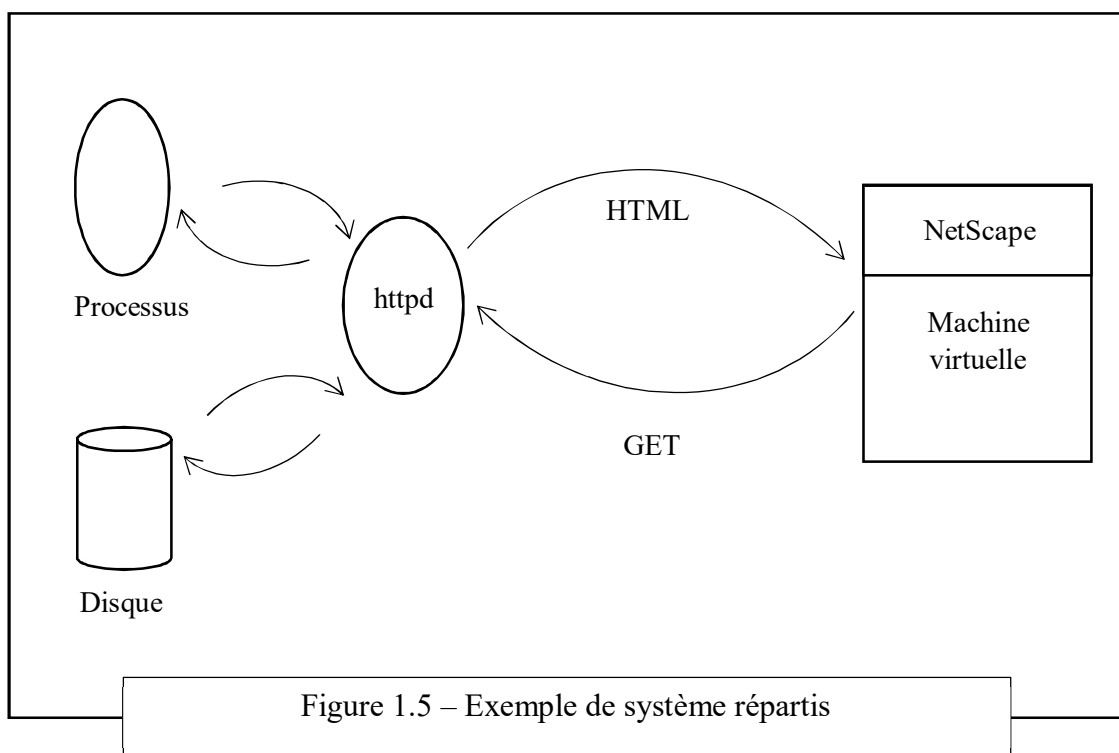 HTML
NetScape
Processus
httpd
Machine
virtuelle
GET
Disque
Figure 1.5 – Exemple de système répartis